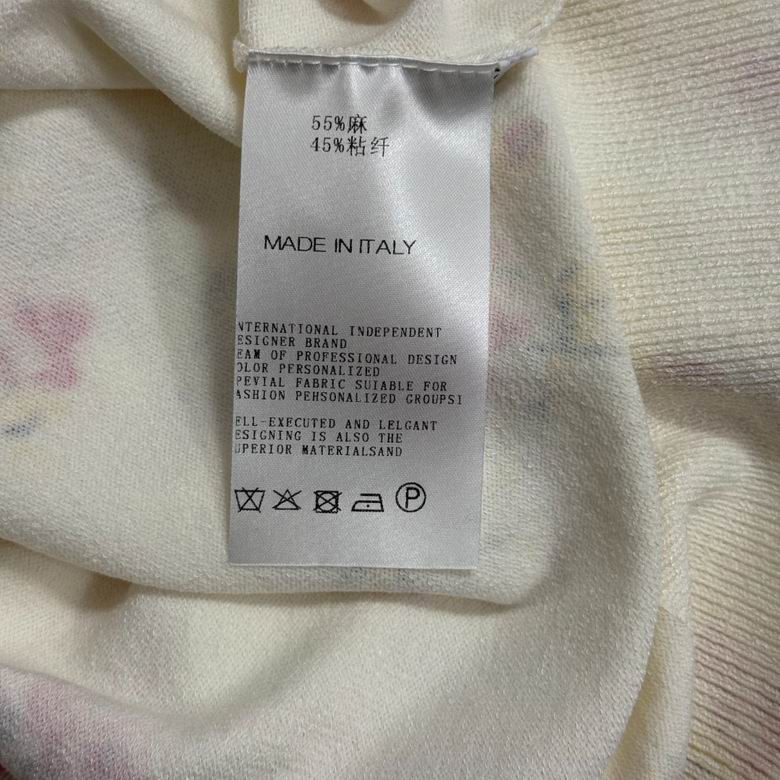 55%麻
45%粘纤
MADE IN ITALY
NTERNATIONAL INDEPENDENT
ESIGNER BRAND
EAM OF PROFESSIONAL DESIGN
OLOR PERSONALIZED
PEVIAL FABRIC SUIABLE FOR
ASHION PEHSONALIZED GROUPS!
ELL-EXECUTED AND LELGANT
ESIGNING IS ALSO THE
UPERIOR MATERIALSAND
P